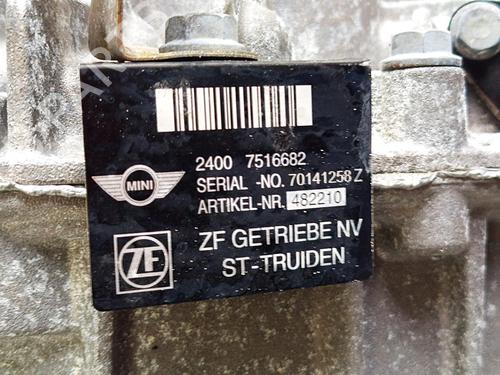 2400 7516682
MINI
SERIAL -NO. 70141258 Z
ARTIKEL-NR. 482210
ZF
ZF GETRIEBE NV
ST-TRUIDEN